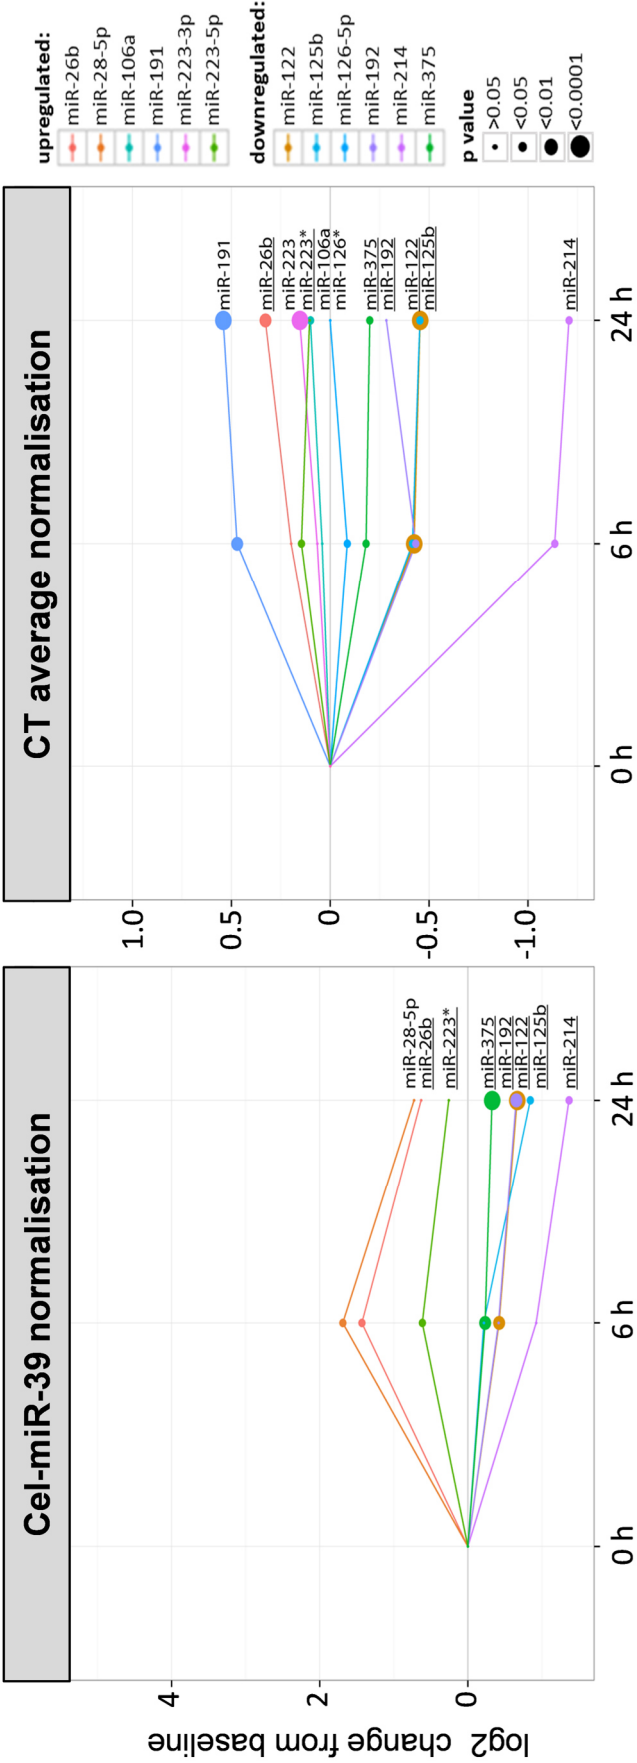 Cel-miR-39 normalisation
log2 change from baseline
4
2
0
0 h
6 h
24 h
miR-28-5p
miR-26b
miR-223*
miR-375
miR-192
miR-122
miR-125b
miR-214
CT average normalisation
1.0
0.5
0
-0.5
-1.0
0 h
6 h
24 h
miR-191
miR-26b
miR-223
miR-223*
miR-106a
miR-126*
miR-375
miR-192
miR-122
miR-125b
miR-214
upregulated:
miR-26b
miR-28-5p
miR-106a
miR-191
miR-223-3p
miR-223-5p
downregulated:
miR-122
miR-125b
miR-126-5p
miR-192
miR-214
miR-375
p value
>0.05
<0.05
<0.01
<0.0001